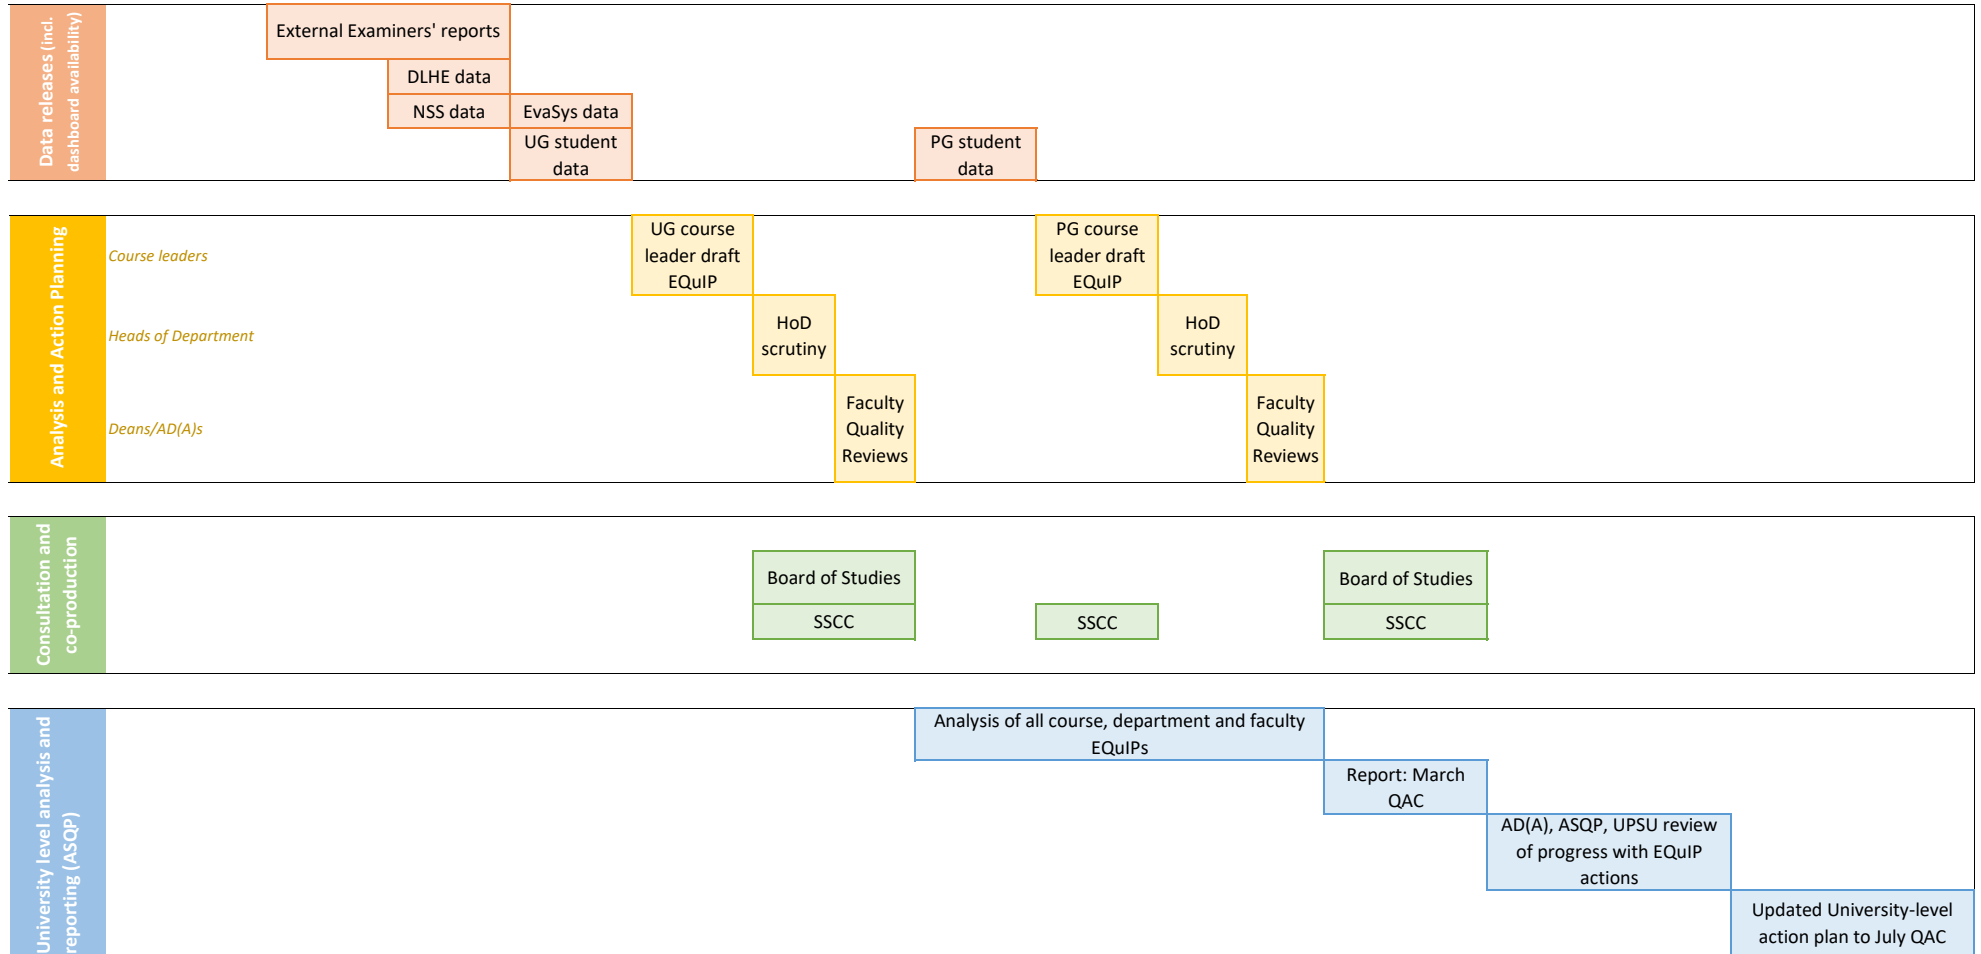 Data releases (incl.
dashboard availability)
External Examiners' reports
DLHE data
NSS data
EvaSys data
UG student
data
PG student
data
Analysis and Action Planning
Course leaders
UG course
leader draft
EQuIP
PG course
leader draft
EQuIP
Heads of Department
HoD
scrutiny
HoD
scrutiny
Deans/AD(A)s
Faculty
Quality
Reviews
Faculty
Quality
Reviews
Consultation and
co-production
Board of Studies
SSCC
SSCC
Board of Studies
SSCC
University level analysis and
reporting (ASQP)
Analysis of all course, department and faculty
EQuIPs
Report: March
QAC
AD(A), ASQP, UPSU review
of progress with EQuIP
actions
Updated University-level
action plan to July QAC